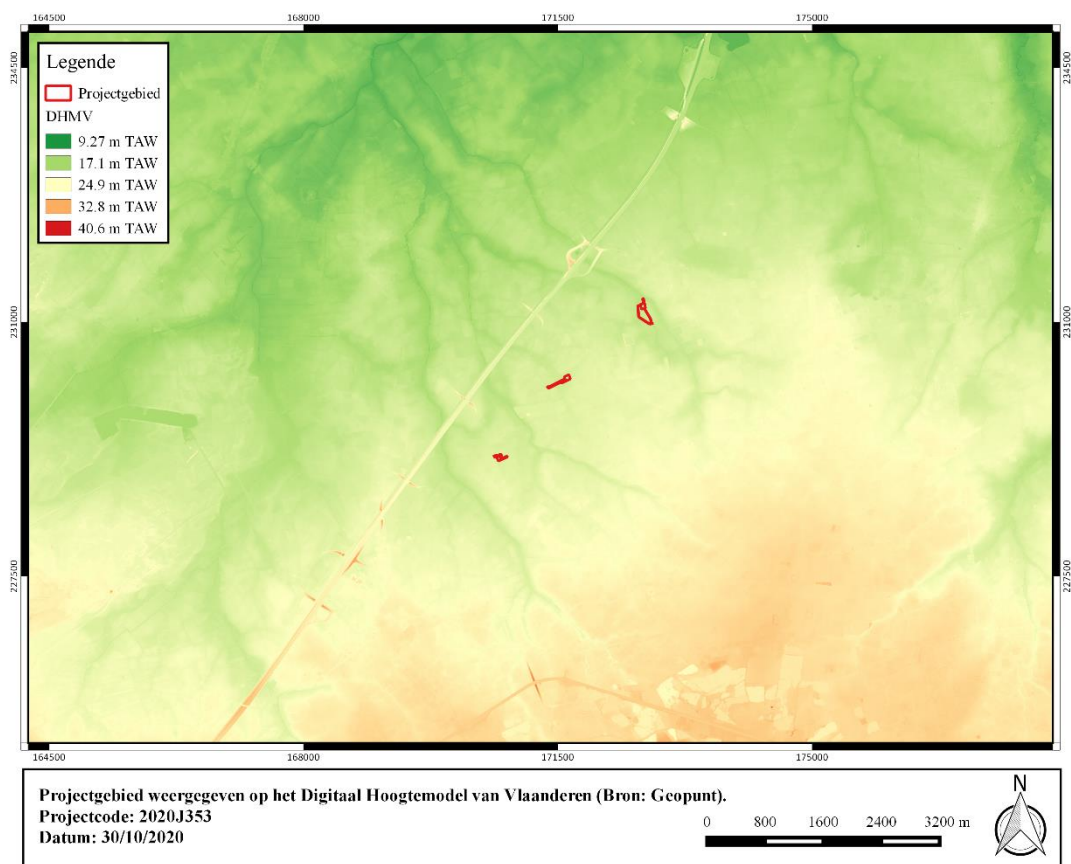 164500 168000 171500 175000
Legende
Projectgebied
DHMV
9.27 m TAW
17.1 m TAW
24.9 m TAW
32.8 m TAW
40.6 m TAW
234500 234500
231000 231000
227500 227500
164500 168000 171500 175000
Projectgebied weergegeven op het Digitaal Hoogtemodel van Vlaanderen (Bron: Geopunt).
Projectcode: 2020J353
Datum: 30/10/2020
0 800 1600 2400 3200 m
N